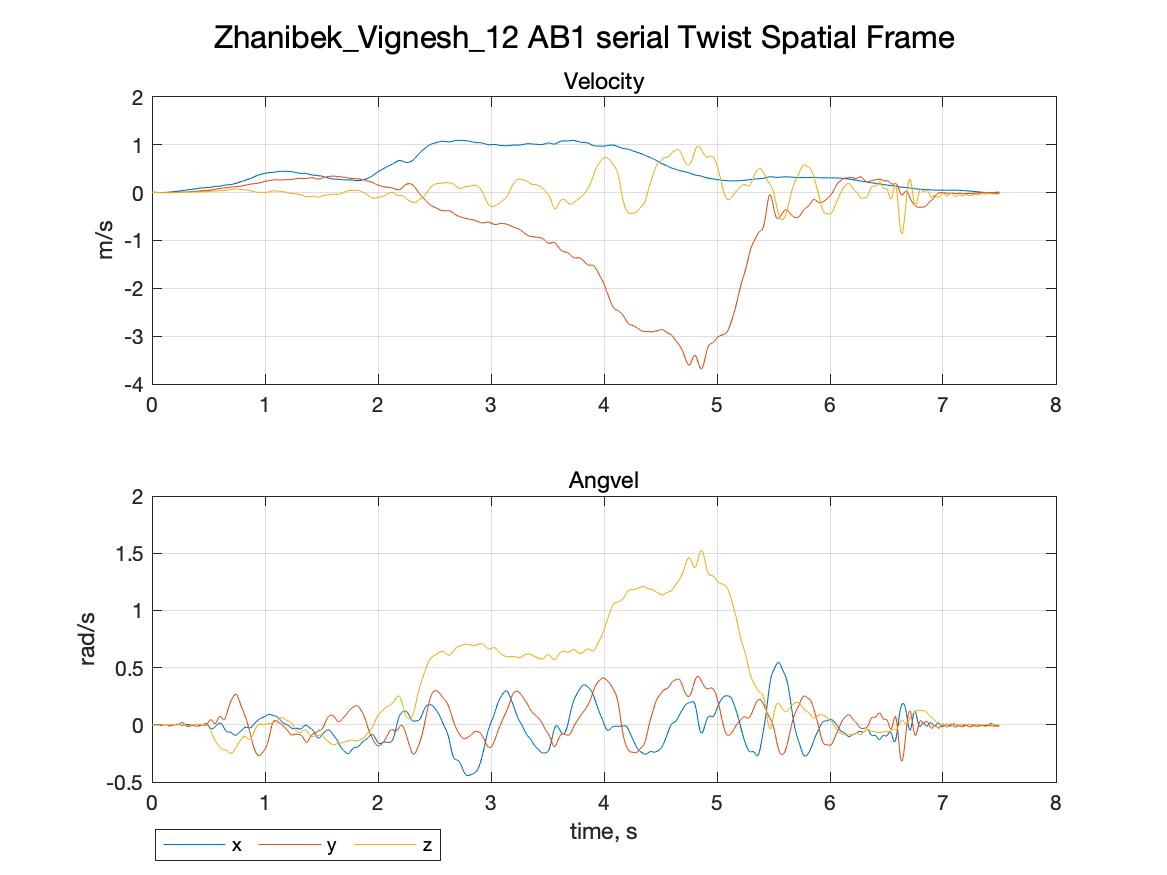 Zhanibek_Vignesh_12 AB1 serial Twist Spatial Frame
Velocity
2
1
0
-1
-2
-3
-4
m/s
0 1 2 3 4 5 6 7 8
Angvel
2
1.5
1
0.5
0
-0.5
rad/s
0 1 2 3 4 5 6 7 8
time, s
x y z